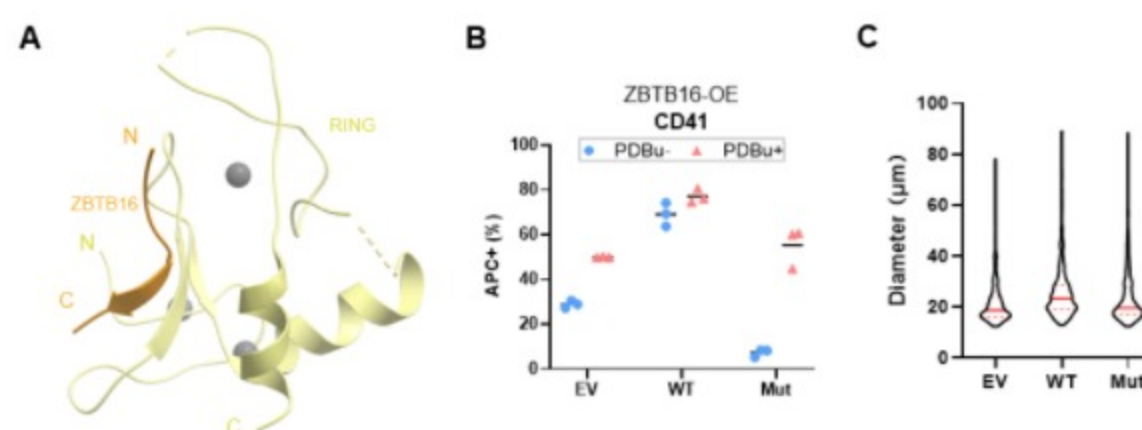 A
N
ZBTB16
N
C
RING
C
B
ZBTB16-OE
CD41
PDBu- PDBu+
APC+ (%)
100
80
60
40
20
0
EV WT Mut
C
Diameter (μm)
100
80
60
40
20
0
EV WT Mut